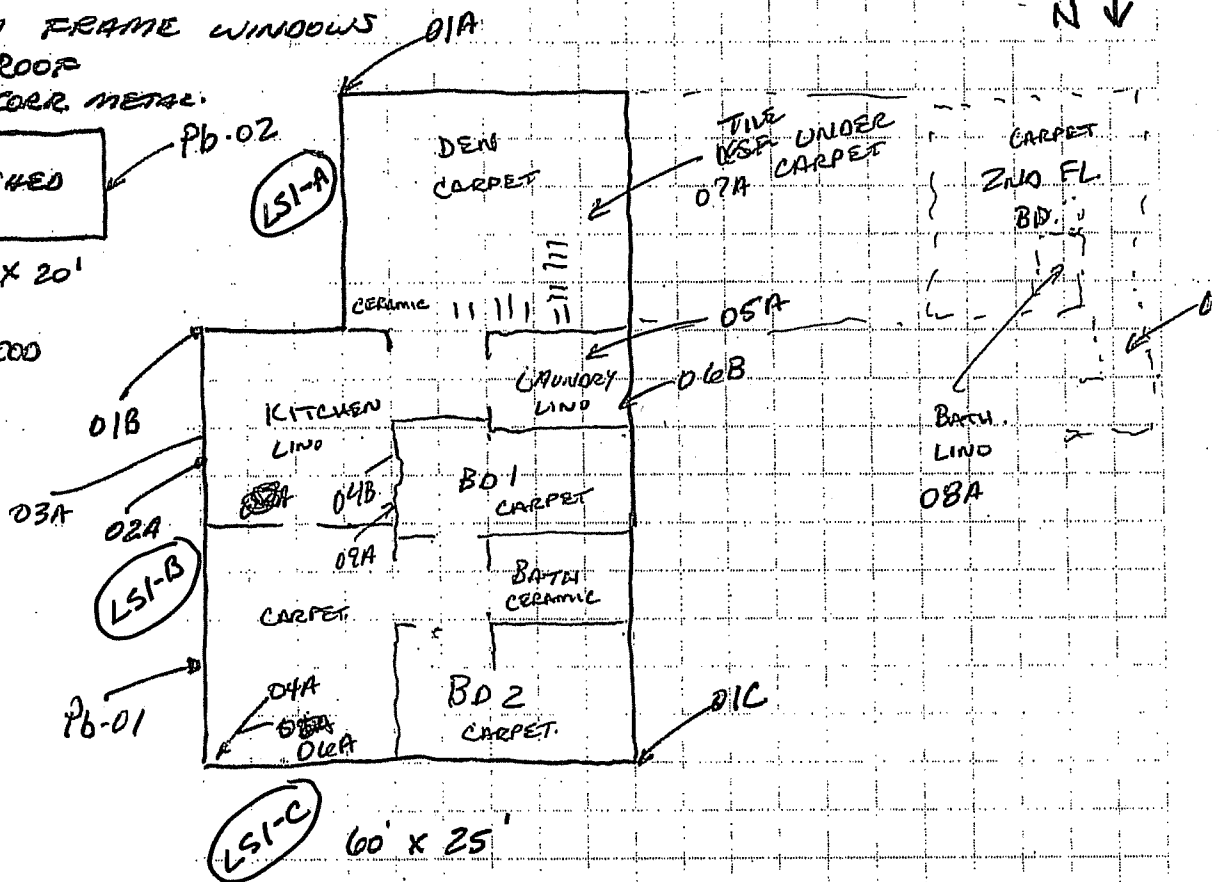 FRAME WINDOWS
01A
N
ROOF
CORR METAL.
Pb-02
CHED
X 20'
LS1-A
DEN
CARPET
TILE
UNDER
CARPET
07A
CARPET
2ND FL.
BD.
CERAMIC
05A
000
01B
LAUNDRY
LINO
06B
KITCHEN
LINO
BATH.
LINO
08A
03A
02A
04B
BD 1
CARPET
09A
LS1-B
BATH
CERAMIC
CARPET.
Pb-01
04A
06A
BD 2
CARPET.
01C
LS1-C
60' x 25'